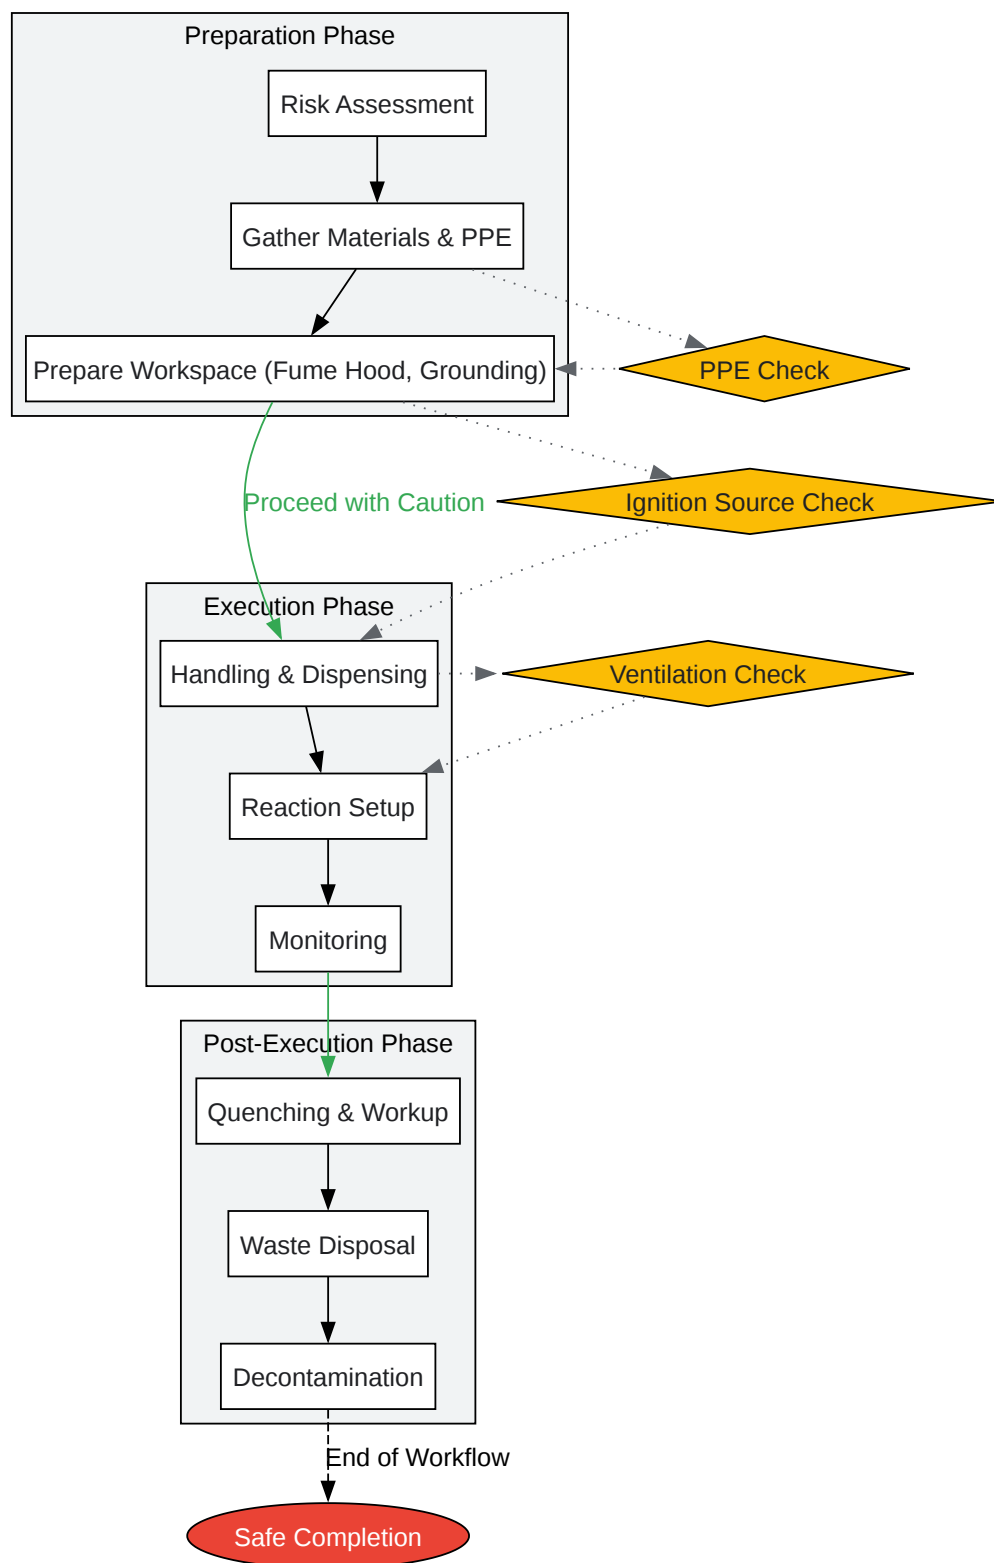 Preparation Phase
Risk Assessment
Gather Materials & PPE
Prepare Workspace (Fume Hood, Grounding)
PPE Check
Proceed with Caution
Ignition Source Check
Execution Phase
Handling & Dispensing
Ventilation Check
Reaction Setup
Monitoring
Post-Execution Phase
Quenching & Workup
Waste Disposal
Decontamination
End of Workflow
Safe Completion